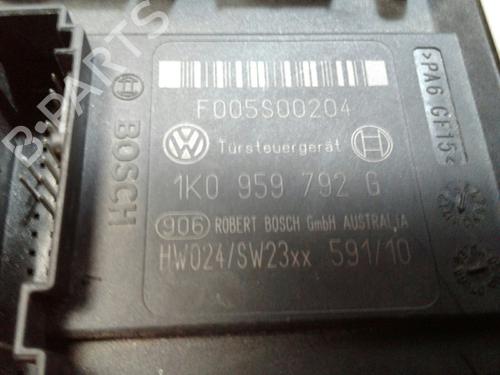 F005S00204
Türsteuergerät
1K0 959 792 G
906 ROBERT BOSCH GmbH AUSTRALIA
HW024/SW23xx 591/10
BOSCH
>PA6 GF15<
B-PARTS